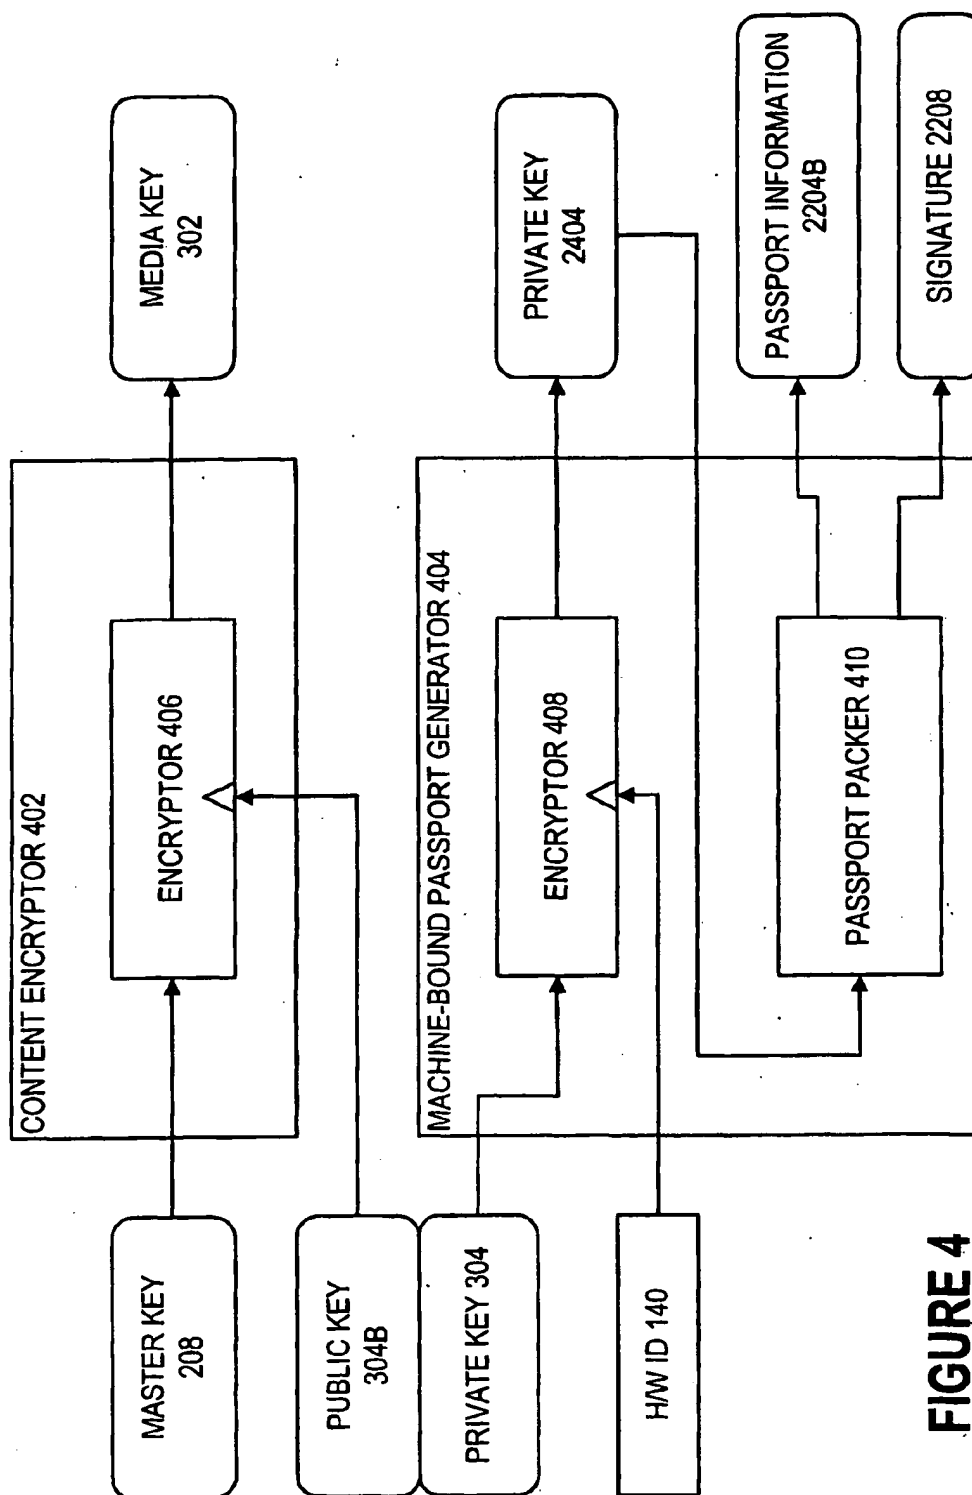 CONTENT ENCRYPTOR 402
MASTER KEY
208
ENCRYPTOR 406
MEDIA KEY
302
PUBLIC KEY
304B
PRIVATE KEY 304
MACHINE-BOUND PASSPORT GENERATOR 404
ENCRYPTOR 408
PRIVATE KEY
2404
H/W ID 140
PASSPORT PACKER 410
PASSPORT INFORMATION
2204B
SIGNATURE 2208
FIGURE 4